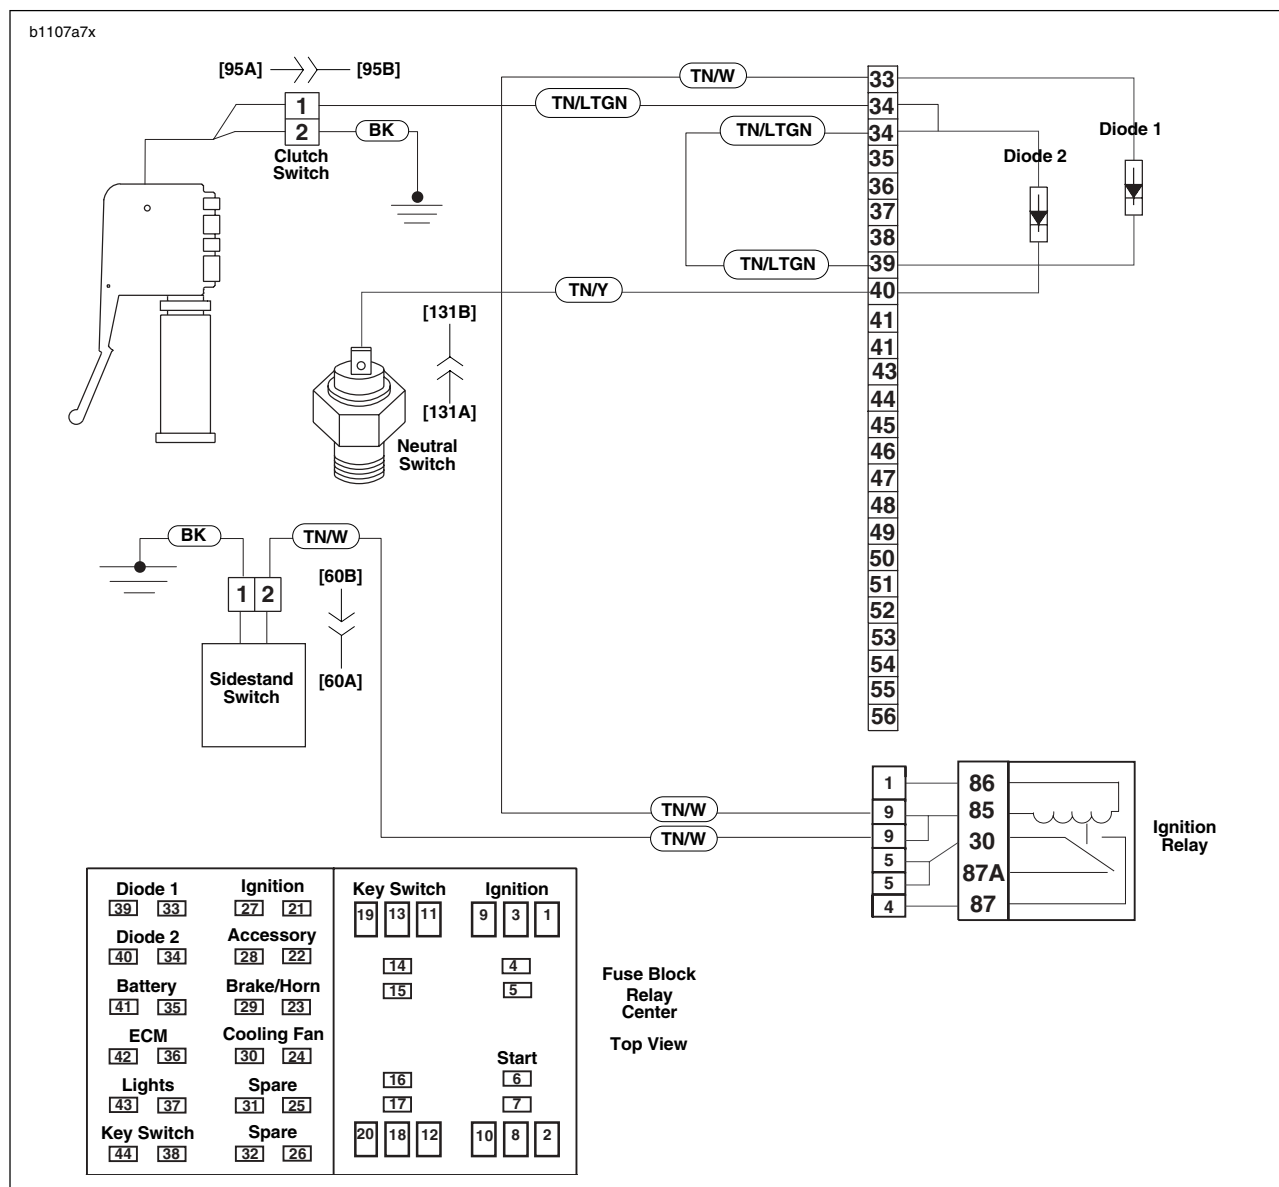 b1107a7x
[95A] [95B]
1
2
Clutch
Switch
BK
TN/LTGN
TN/W
TN/LTGN
TN/LTGN
TN/Y
33
34
34
35
36
37
38
39
40
41
41
43
44
45
46
47
48
49
50
51
52
53
54
55
56
Diode 1
Diode 2
[131B]
[131A]
Neutral
Switch
BK
TN/W
1 2
[60B]
[60A]
Sidestand
Switch
TN/W
TN/W
1
9
9
5
5
4
86
85
30
87A
87
Ignition
Relay
Diode 1 Ignition
39 33 27 21
Diode 2 Accessory
40 34 28 22
Battery Brake/Horn
41 35 29 23
ECM Cooling Fan
42 36 30 24
Lights Spare
43 37 31 25
Key Switch Spare
44 38 32 26
Key Switch Ignition
19 13 11 9 3 1
14 4
15 5
Start
16 6
17 7
20 18 12 10 8 2
Fuse Block
Relay
Center
Top View